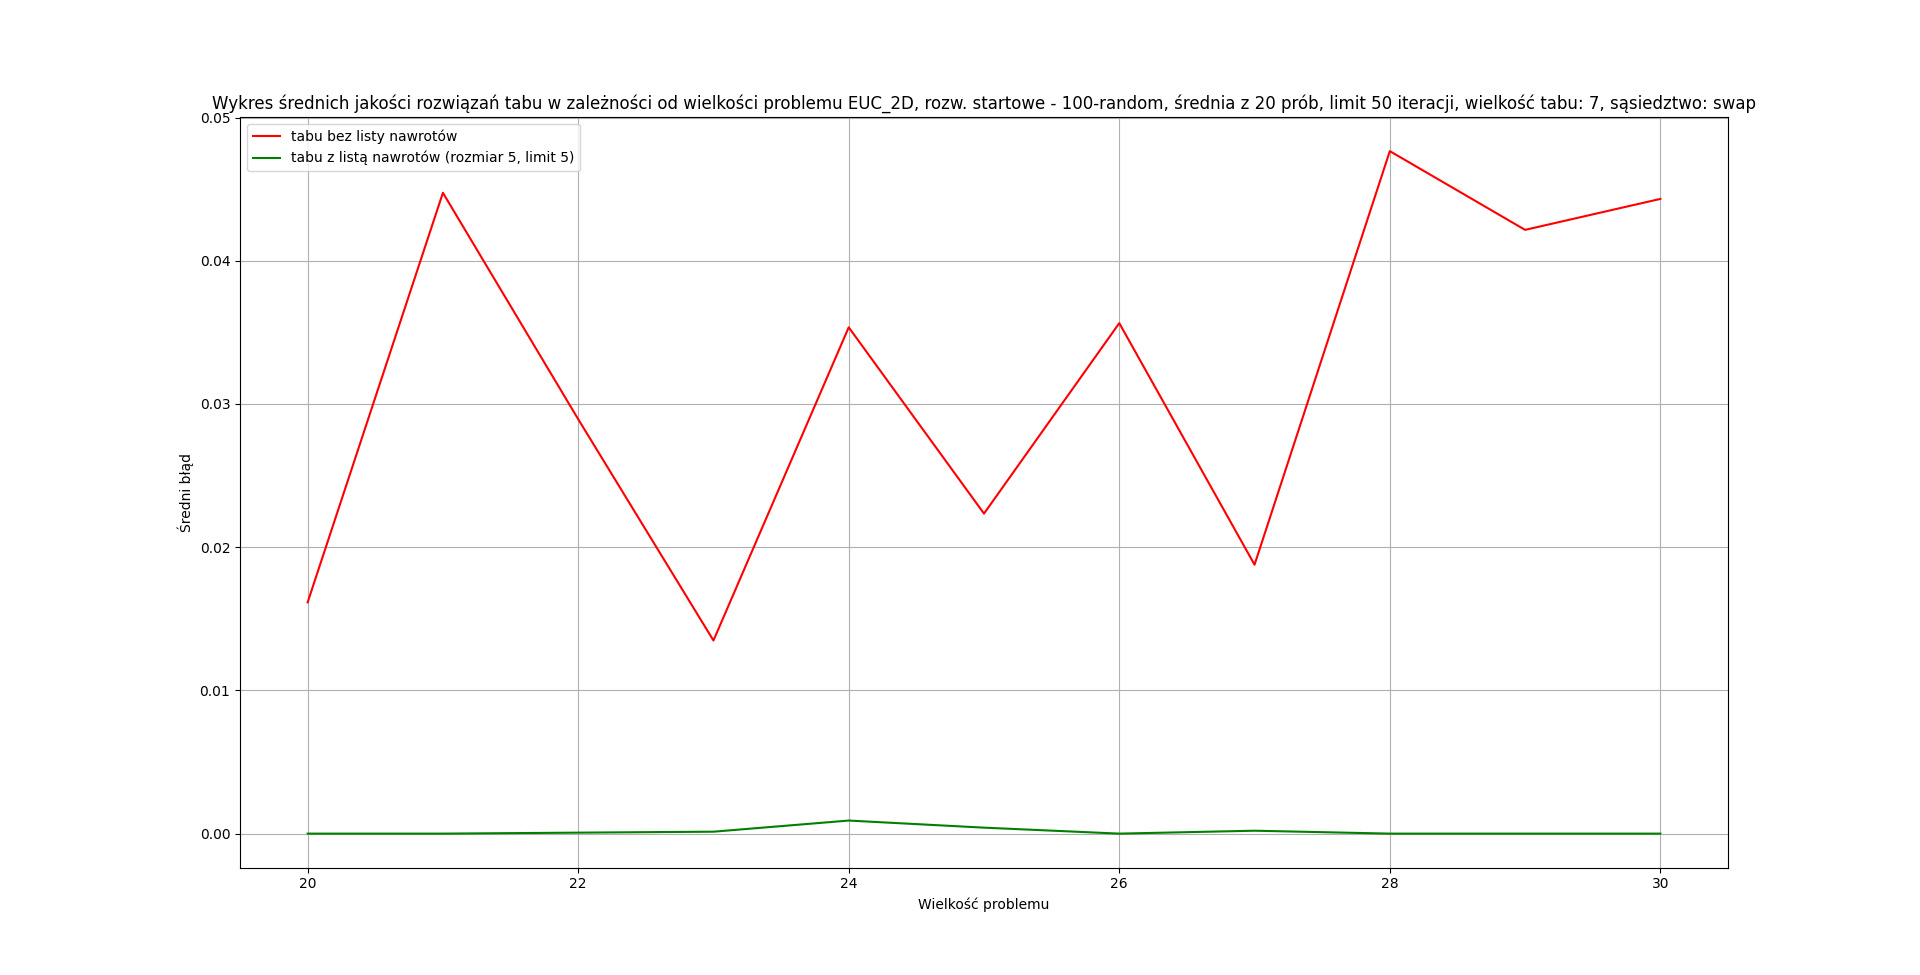 Wykres średnich jakości rozwiązań tabu w zależności od wielkości problemu EUC_2D, rozw. startowe - 100-random, średnia z 20 prób, limit 50 iteracji, wielkość tabu: 7, sąsiedztwo: swap
tabu bez listy nawrotów
tabu z listą nawrotów (rozmiar 5, limit 5)
0.05
0.04
0.03
0.02
0.01
0.00
Średni błąd
20 22 24 26 28 30
Wielkość problemu